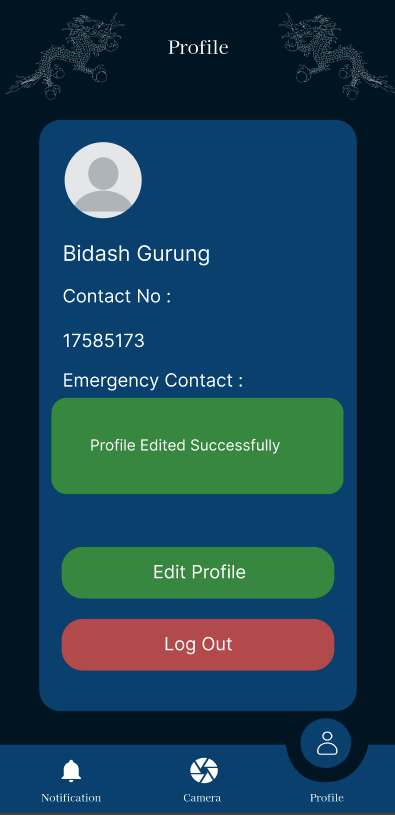 Profile
Bidash Gurung
Contact No :
17585173
Emergency Contact :
Profile Edited Successfully
Edit Profile
Log Out
Notification
Camera
Profile